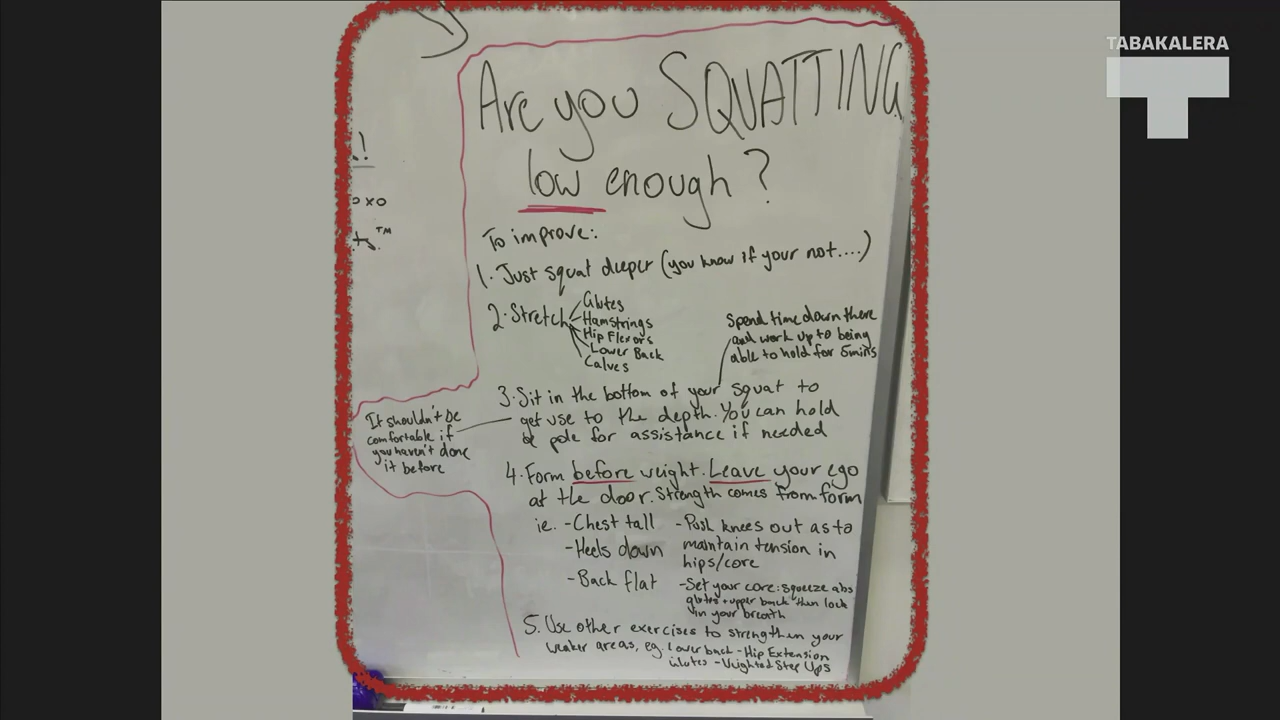 TABAKALERA
Are you SQUATTING
low enough?
To improve:
1. Just squat deeper (you know if your not....)
2. Stretch
Glutes
Hamstrings
Hip Flexors
Lower Back
Calves
Spend time down there
and work up to being
able to hold for 5mins
3. Sit in the bottom of your squat to
get use to the depth. You can hold
pole for assistance if needed
It shouldn't be
comfortable if
you haven't done
it before
4. Form before weight. Leave your ego
at the door. Strength comes from form
ie. - Chest tall
- Heels down
- Back flat
- Push knees out as to
maintain tension in
hips/core
- Set your core: squeeze abs
glutes + upper back then lock
in your breath
5. Use other exercises to strengthen your
weaker areas, eg. Lower back - Hip Extension
Glutes - Weighted Step Ups
!
oxo
TM